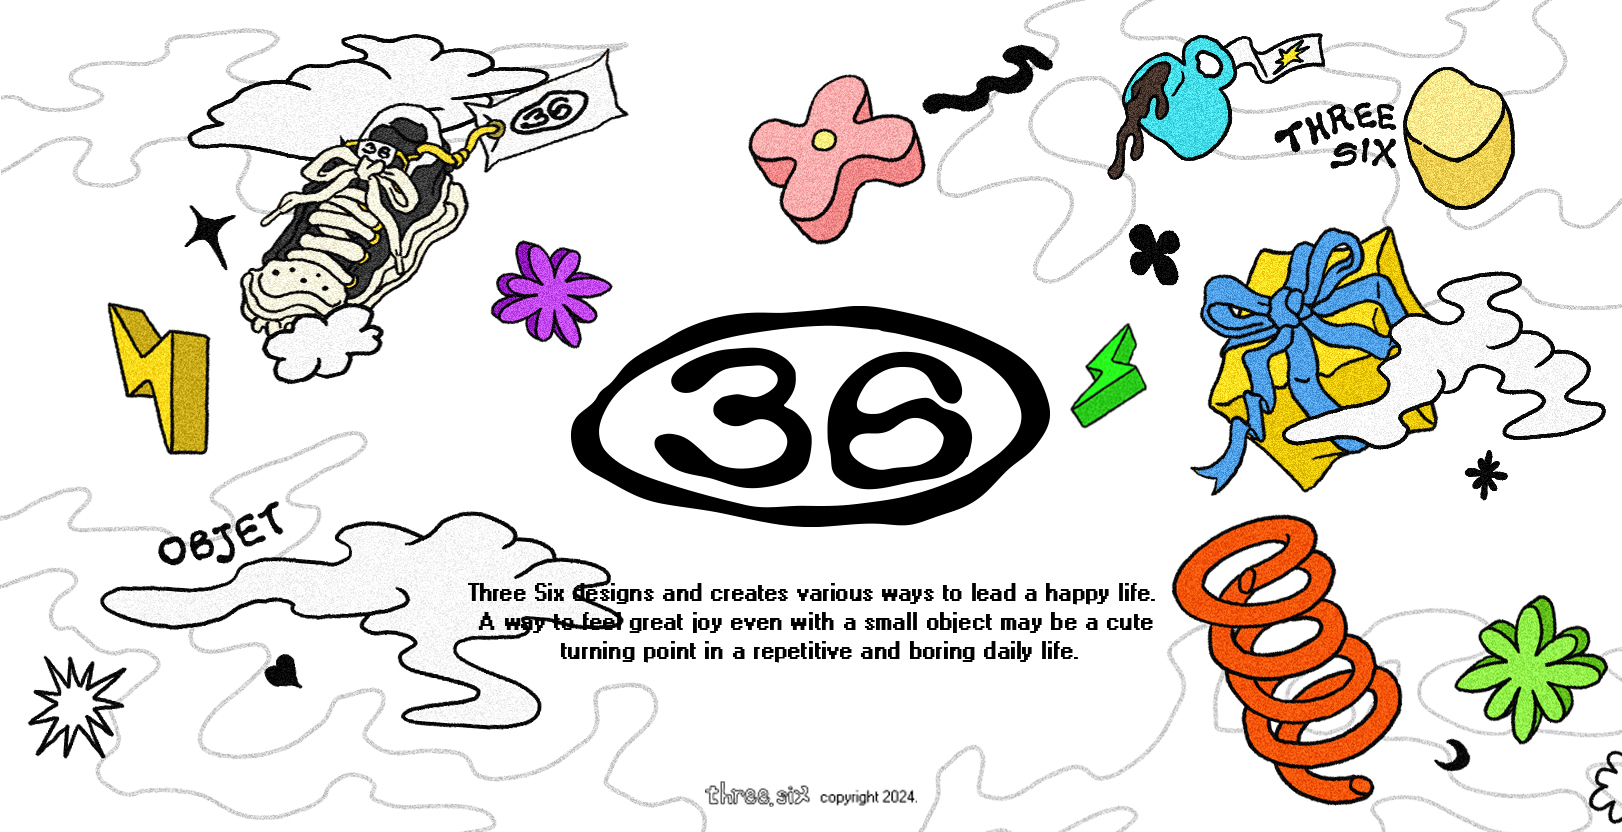 36
36
THREE
SIX
36
OBJET
Three Six designs and creates various ways to lead a happy life.
A way to feel great joy even with a small object may be a cute
turning point in a repetitive and boring daily life.
three.six copyright 2024.